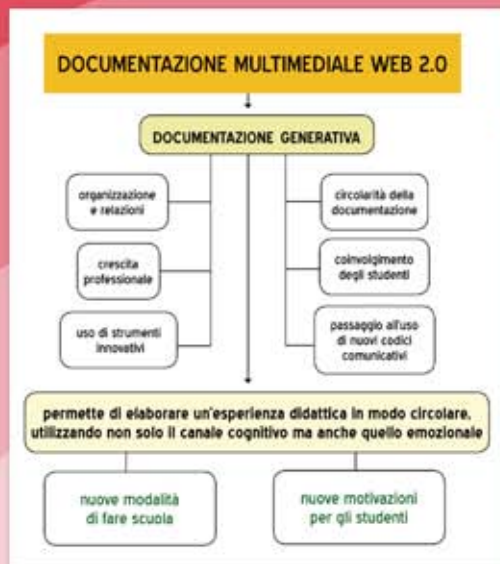 DOCUMENTAZIONE MULTIMEDIALE WEB 2.0
DOCUMENTAZIONE GENERATIVA
organizzazione
e relazioni
crescita
professionale
uso di strumenti
innovativi
circolarità della
documentazione
coinvolgimento
degli studenti
passaggio all'uso
di nuovi codici
comunicativi
permette di elaborare un'esperienza didattica in modo circolare,
utilizzando non solo il canale cognitivo ma anche quello emozionale
nuove modalità
di fare scuola
nuove motivazioni
per gli studenti